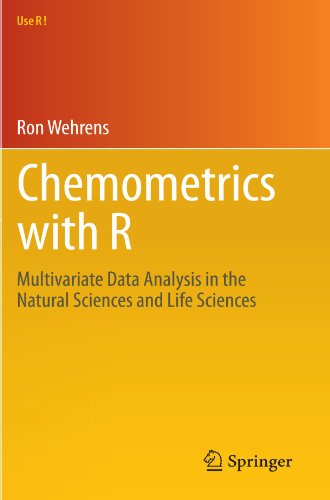 Use R!
Ron Wehrens
Chemometrics
with R
Multivariate Data Analysis in the
Natural Sciences and Life Sciences
Springer